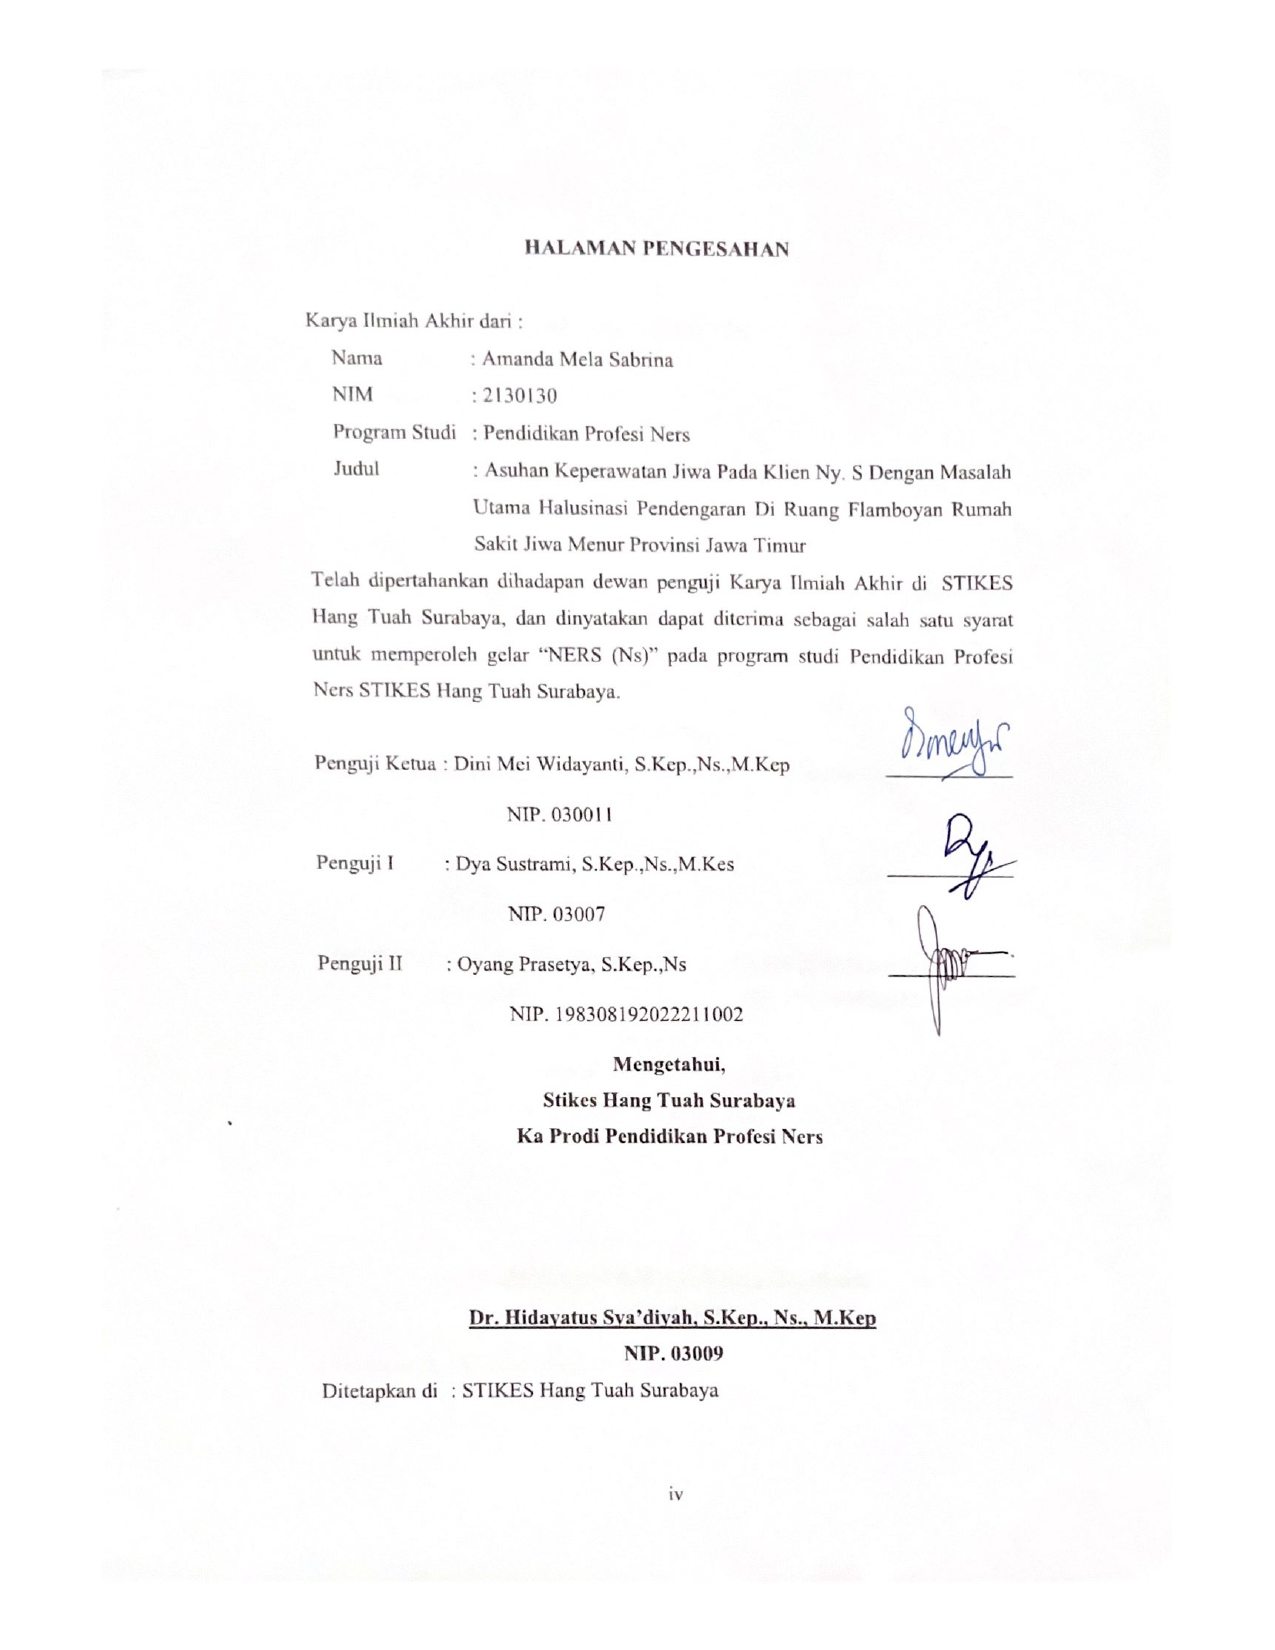 HALAMAN PENGESAHAN
Karya Ilmiah Akhir dari :
Nama : Amanda Mela Sabrina
NIM : 2130130
Program Studi : Pendidikan Profesi Ners
Judul : Asuhan Keperawatan Jiwa Pada Klien Ny. S Dengan Masalah
Utama Halusinasi Pendengaran Di Ruang Flamboyan Rumah
Sakit Jiwa Menur Provinsi Jawa Timur
Telah dipertahankan dihadapan dewan penguji Karya Ilmiah Akhir di STIKES
Hang Tuah Surabaya, dan dinyatakan dapat diterima sebagai salah satu syarat
untuk memperoleh gelar “NERS (Ns)” pada program studi Pendidikan Profesi
Ners STIKES Hang Tuah Surabaya.
Penguji Ketua : Dini Mei Widayanti, S.Kep.,Ns.,M.Kep
NIP. 030011
Penguji I : Dya Sustrami, S.Kep.,Ns.,M.Kes
NIP. 03007
Penguji II : Oyang Prasetya, S.Kep.,Ns
NIP. 198308192022211002
Mengetahui,
Stikes Hang Tuah Surabaya
Ka Prodi Pendidikan Profesi Ners
Dr. Hidayatus Sya’diyah, S.Kep., Ns., M.Kep
NIP. 03009
Ditetapkan di : STIKES Hang Tuah Surabaya
iv